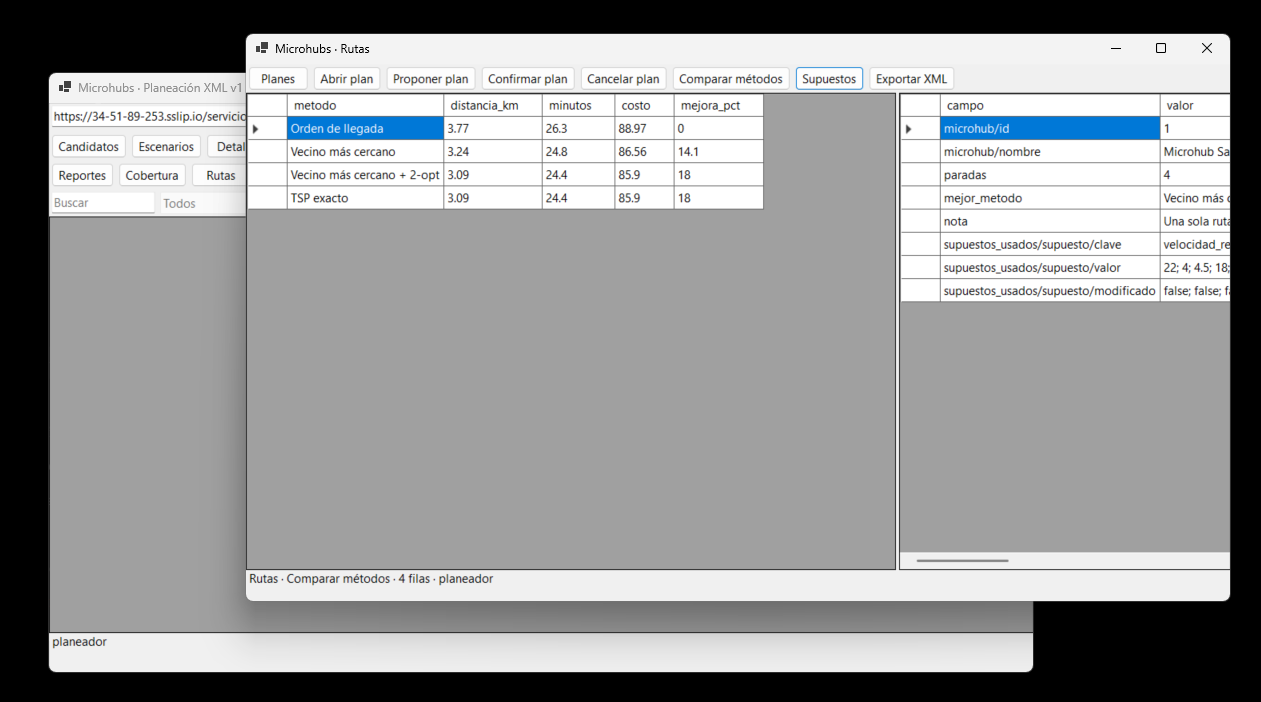 Microhubs · Rutas
Planes Abrir plan Proponer plan Confirmar plan Cancelar plan Comparar métodos Supuestos Exportar XML
metodo distancia_km minutos costo mejora_pct
Orden de llegada 3.77 26.3 88.97 0
Vecino más cercano 3.24 24.8 86.56 14.1
Vecino más cercano + 2-opt 3.09 24.4 85.9 18
TSP exacto 3.09 24.4 85.9 18
campo valor
microhub/id 1
microhub/nombre Microhub Sa
paradas 4
mejor_metodo Vecino más
nota Una sola ruta
supuestos_usados/supuesto/clave velocidad_re
supuestos_usados/supuesto/valor 22; 4; 4.5; 18;
supuestos_usados/supuesto/modificado false; false;
Rutas · Comparar métodos · 4 filas · planeador
Microhubs · Planeación XML v1
https://34-51-89-253.sslip.io/servicio
Candidatos Escenarios Detal
Reportes Cobertura Rutas
Buscar Todos
planeador